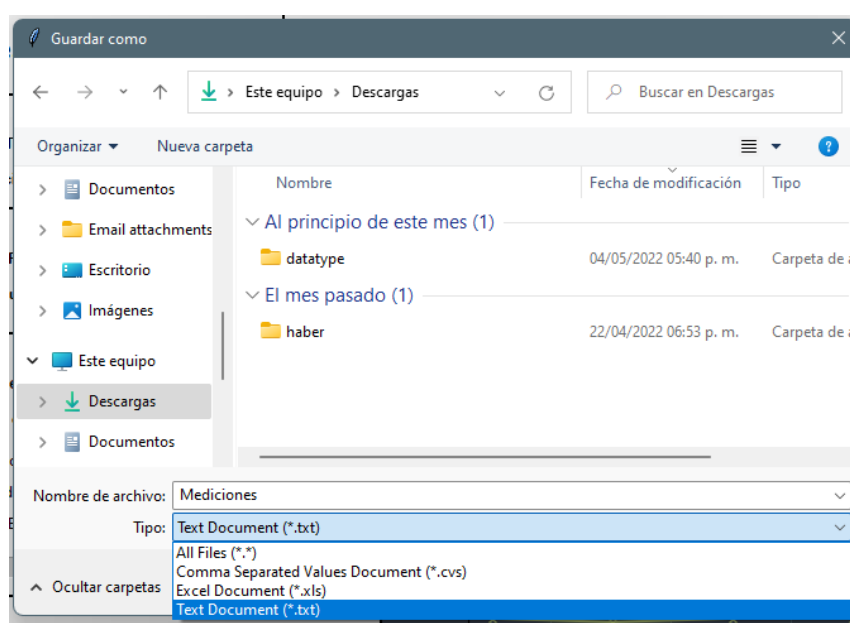 Guardar como
Este equipo > Descargas
Buscar en Descargas
Organizar
Nueva carpeta
Nombre
Fecha de modificación
Tipo
Documentos
Email attachments
Escritorio
Imágenes
Este equipo
Descargas
Documentos
Al principio de este mes (1)
datatype
04/05/2022 05:40 p. m.
Carpeta de
El mes pasado (1)
haber
22/04/2022 06:53 p. m.
Carpeta de
Nombre de archivo: Mediciones
Tipo: Text Document (*.txt)
All Files (*.*)
Comma Separated Values Document (*.cvs)
Excel Document (*.xls)
Text Document (*.txt)
Ocultar carpetas